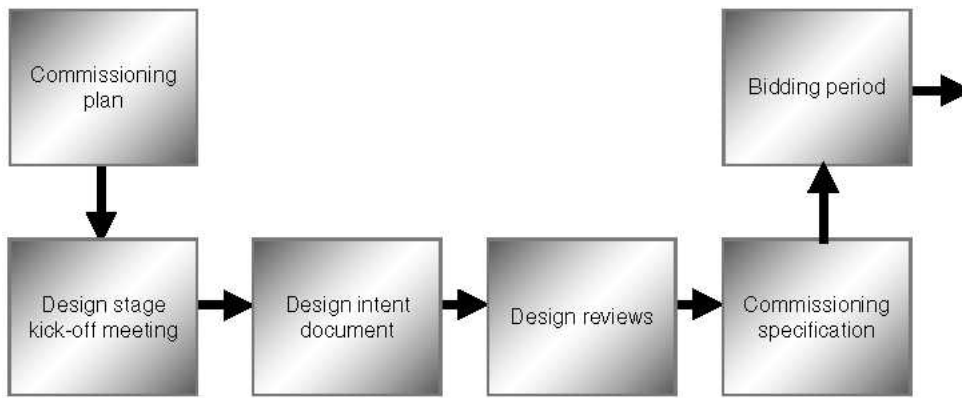 Commissioning
plan
Bidding period
Design stage
kick-off meeting
Design intent
document
Design reviews
Commissioning
specification